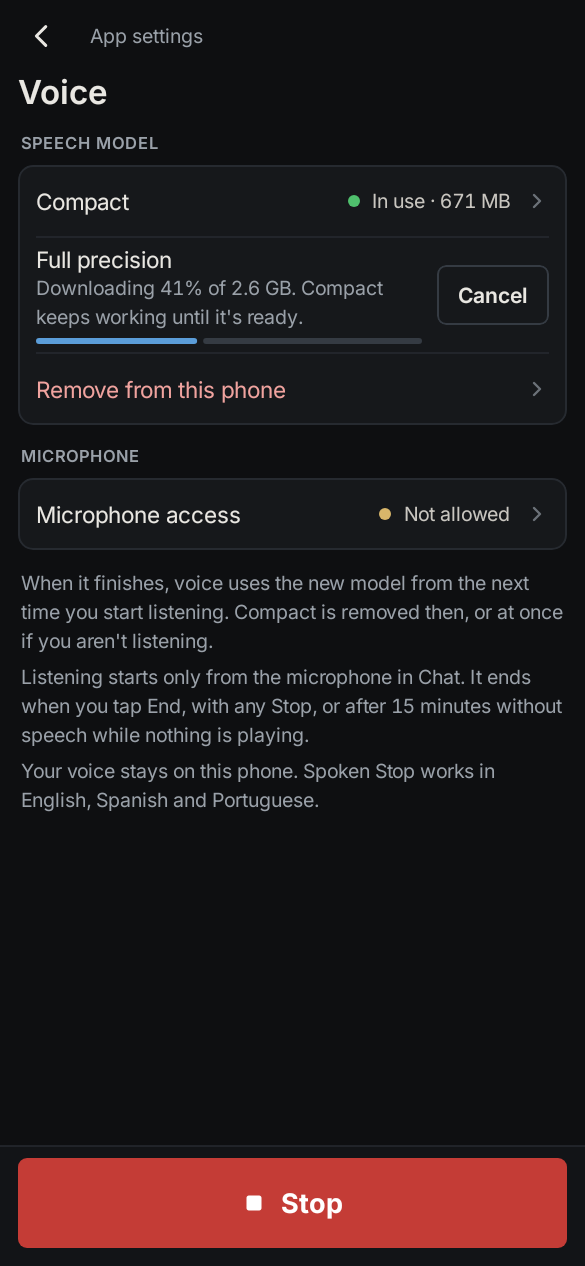 App settings
Voice
SPEECH MODEL
Compact
In use · 671 MB
Full precision
Downloading 41% of 2.6 GB. Compact
keeps working until it's ready.
Cancel
Remove from this phone
MICROPHONE
Microphone access
Not allowed
When it finishes, voice uses the new model from the next
time you start listening. Compact is removed then, or at once
if you aren't listening.
Listening starts only from the microphone in Chat. It ends
when you tap End, with any Stop, or after 15 minutes without
speech while nothing is playing.
Your voice stays on this phone. Spoken Stop works in
English, Spanish and Portuguese.
Stop